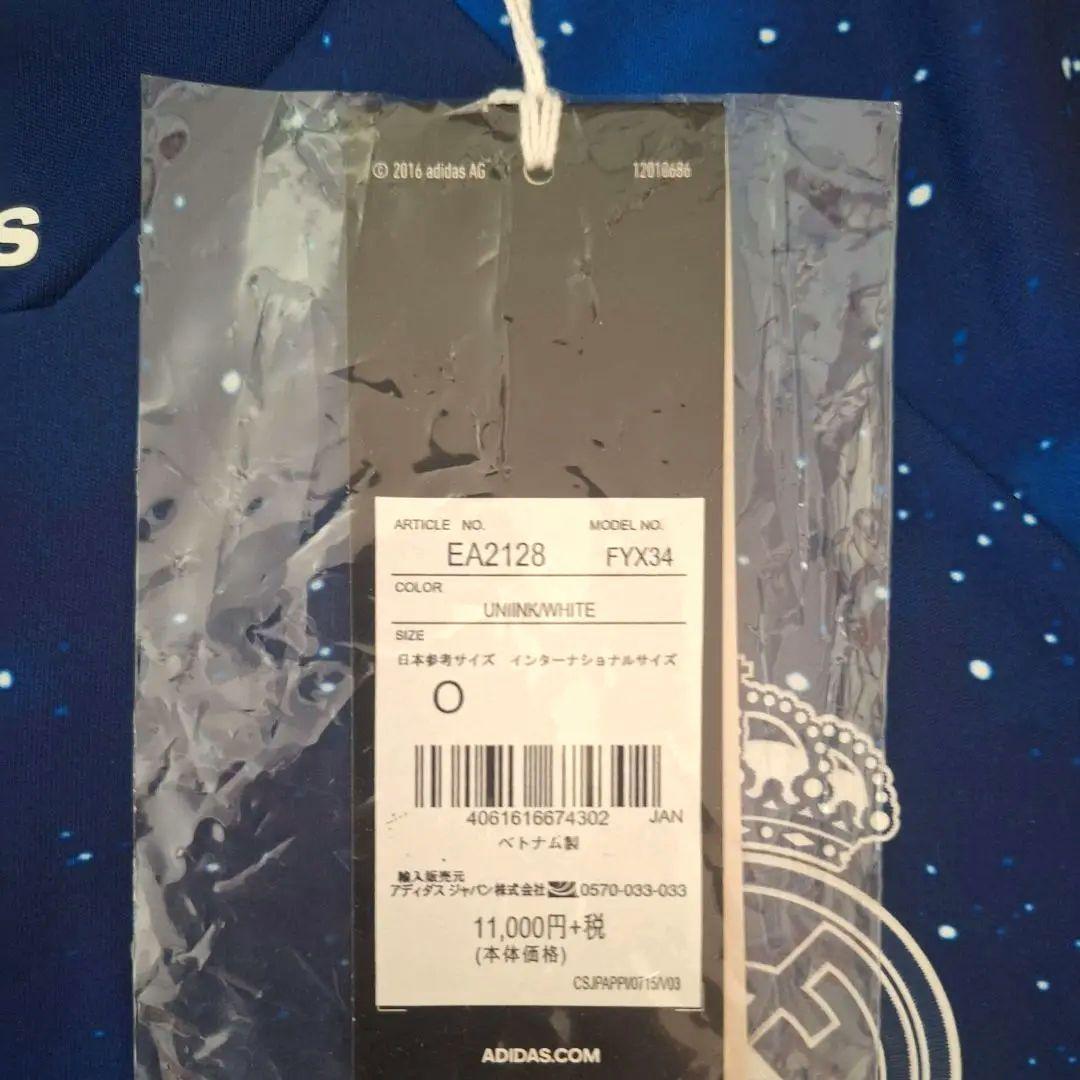 © 2016 adidas AG 12010686
s
ARTICLE NO. MODEL NO.
EA2128 FYX34
COLOR
UNIINK/WHITE
SIZE
日本参考サイズ インターナショナルサイズ
O
4061616674302 JAN
ベトナム製
輸入販売元
アディダス ジャパン株式会社 0570-033-033
11,000円+税
(本体価格)
CSJPAPPI/0715/V03
ADIDAS.COM